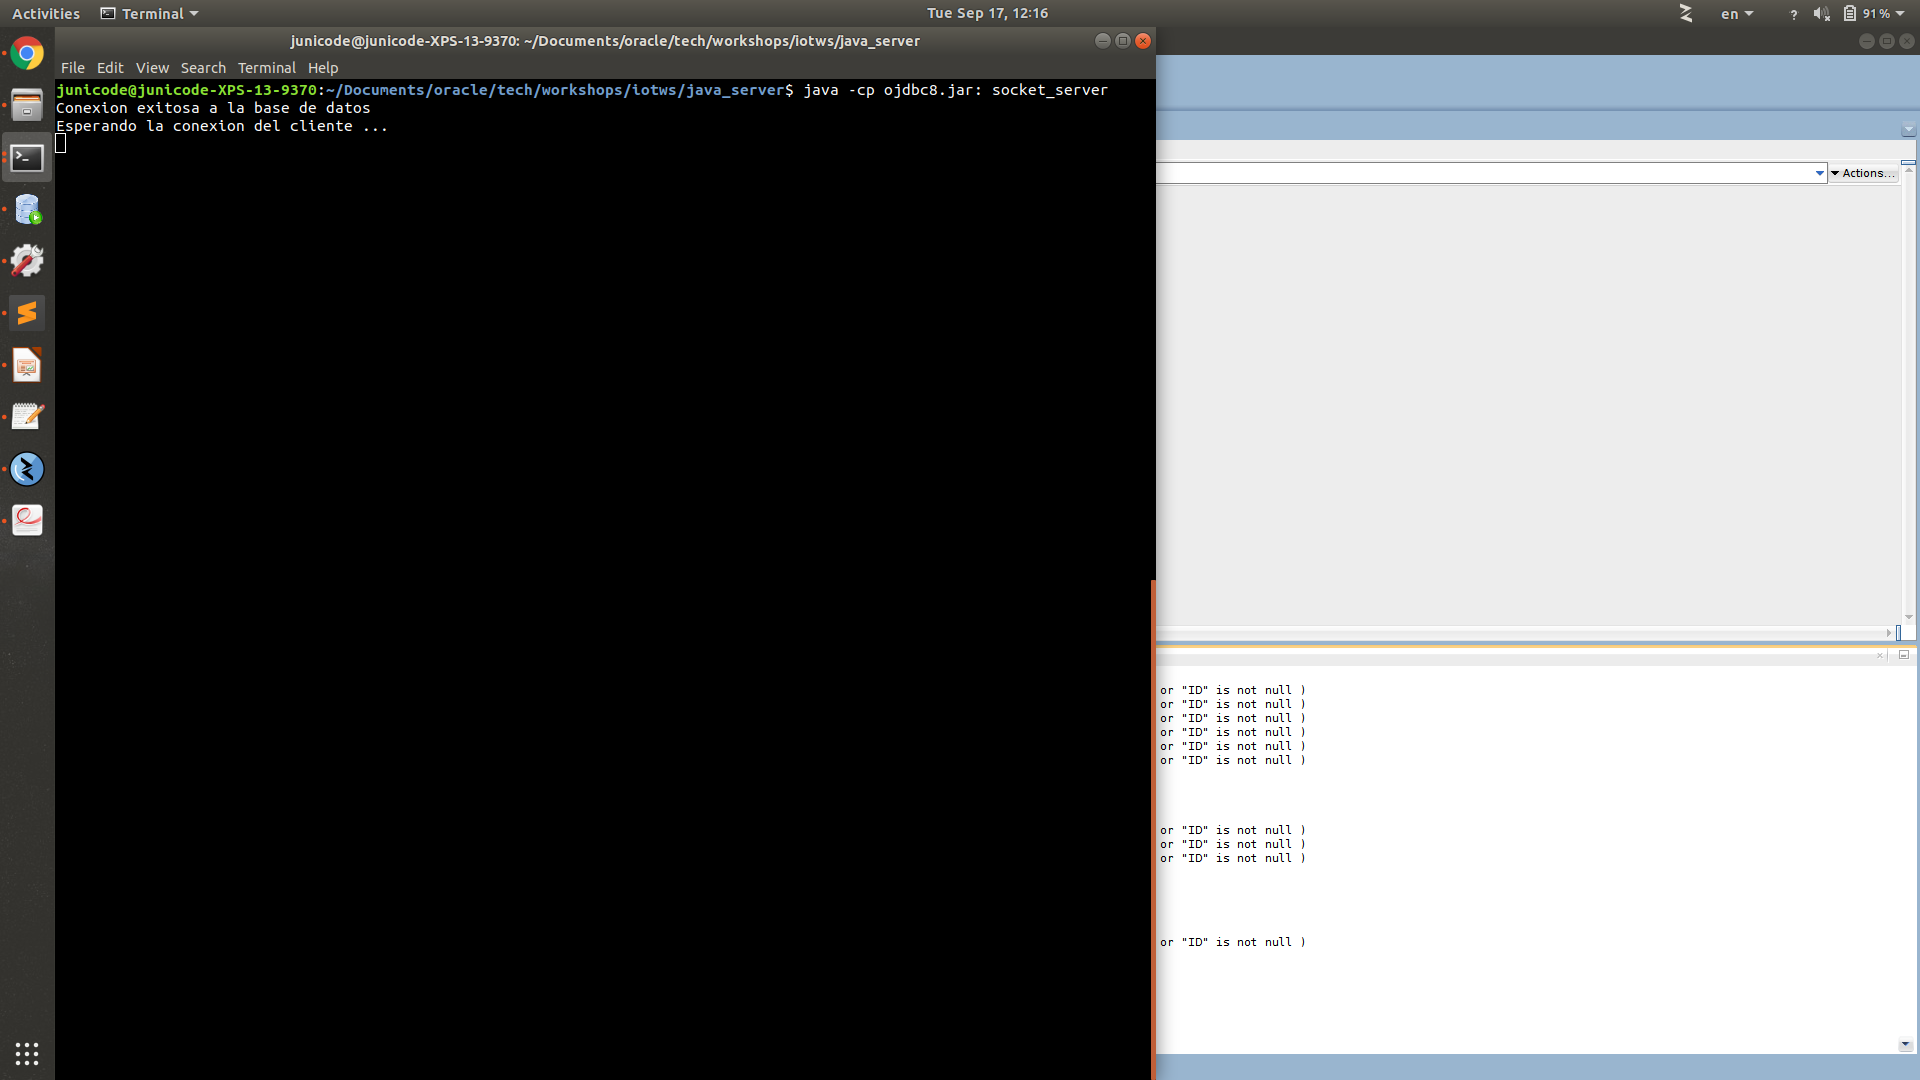 Activities
Terminal
Tue Sep 17, 12:16
en
?
91 %
junicode@junicode-XPS-13-9370: ~/Documents/oracle/tech/workshops/iotws/java_server
File Edit View Search Terminal Help
junicode@junicode-XPS-13-9370:~/Documents/oracle/tech/workshops/iotws/java_server$ java -cp ojdbc8.jar: socket_server
Conexion exitosa a la base de datos
Esperando la conexion del cliente ...
Actions...
or "ID" is not null )
or "ID" is not null )
or "ID" is not null )
or "ID" is not null )
or "ID" is not null )
or "ID" is not null )
or "ID" is not null )
or "ID" is not null )
or "ID" is not null )
or "ID" is not null )